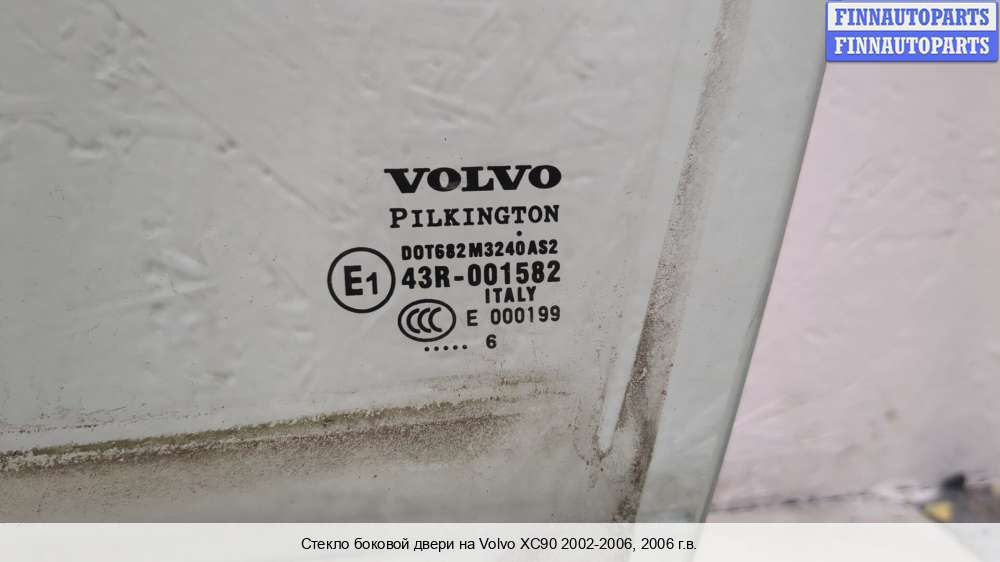 FINNAUTOPARTS
FINNAUTOPARTS
VOLVO
PILKINGTON
DOT682M3240AS2
E1 43R-001582
ITALY
CCC E 000199
..... 6
Стекло боковой двери на Volvo XC90 2002-2006, 2006 г.в.